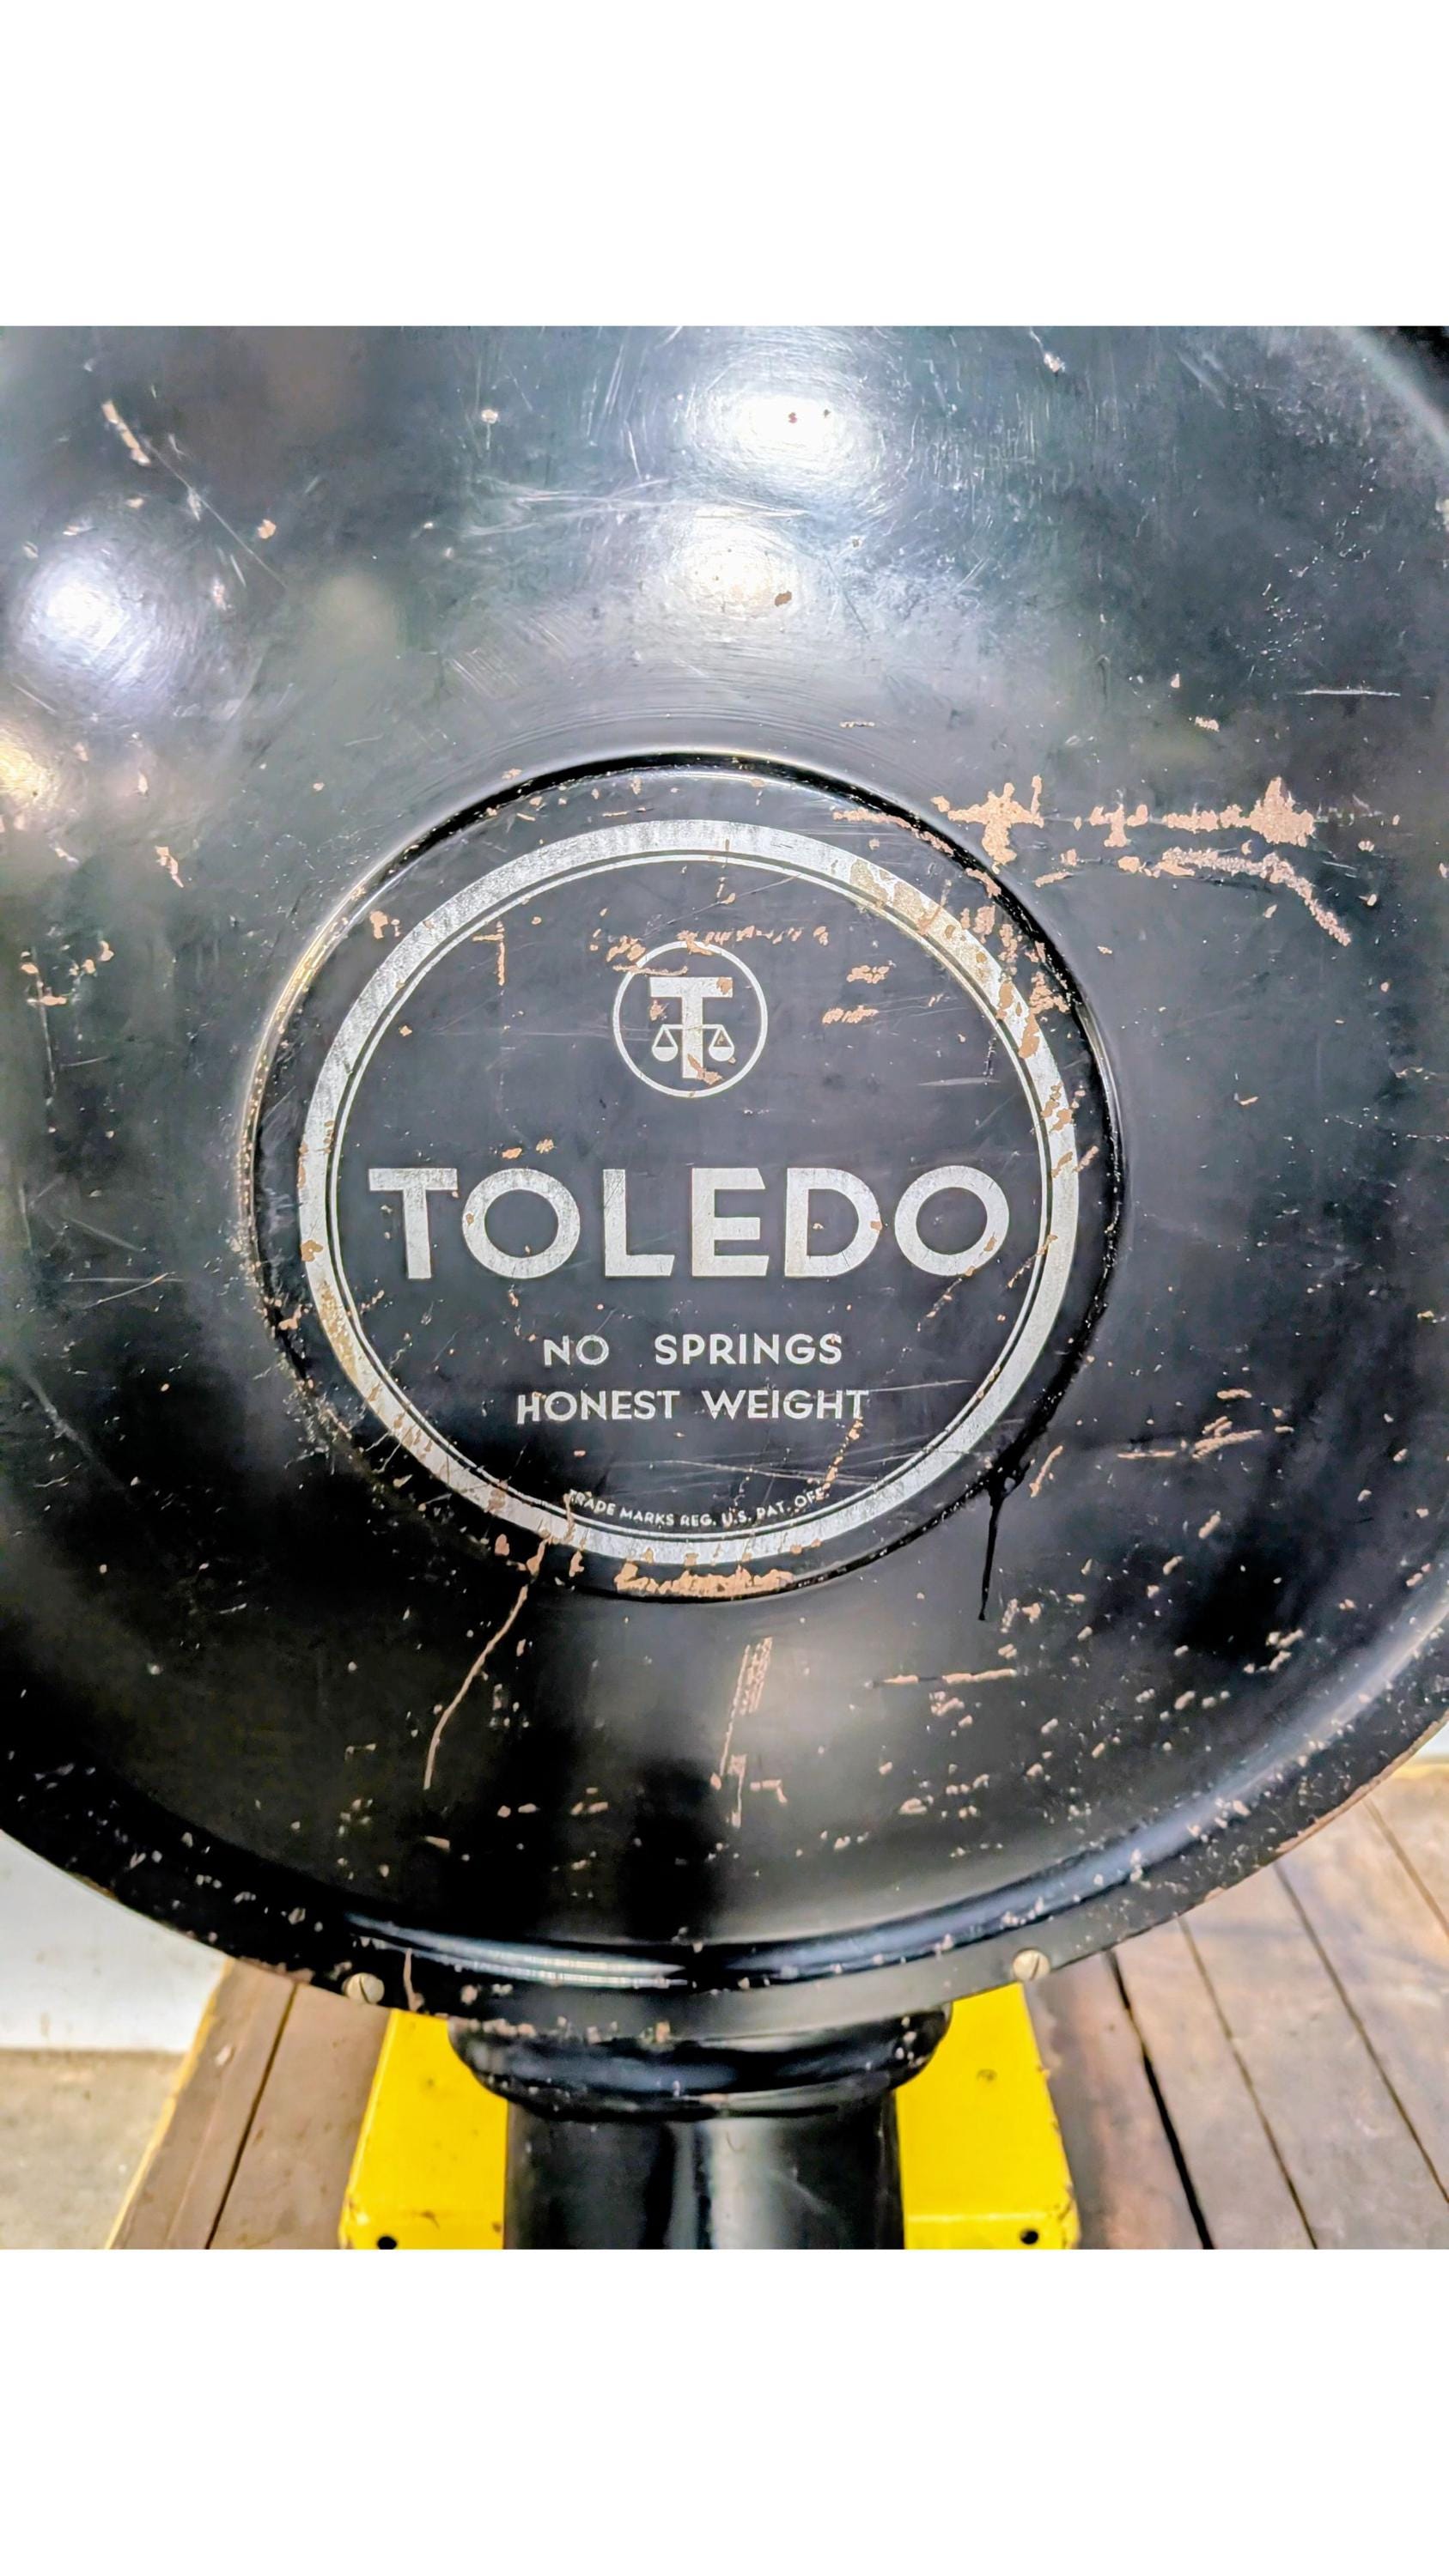 T
TOLEDO
NO SPRINGS
HONEST WEIGHT
TRADE MARKS REG. U.S. PAT. OFF.